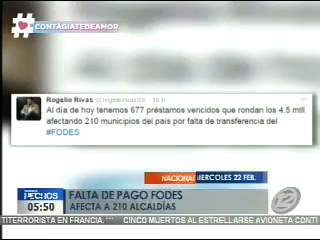 #CONTÁGIATEDEAMOR
Rogelio Rivas
Al día de hoy tenemos 677 préstamos vencidos que rondan los 4.5 mill
afectando 210 municipios del país por falta de transferencia del
#FODES
NACIONAL
MIERCOLES 22 FEB.
HECHOS
FALTA DE PAGO FODES
05:50
AFECTA A 210 ALCALDÍAS
12
TITERRORISTA EN FRANCIA.
CINCO MUERTOS AL ESTRELLARSE AVIONETA CONT